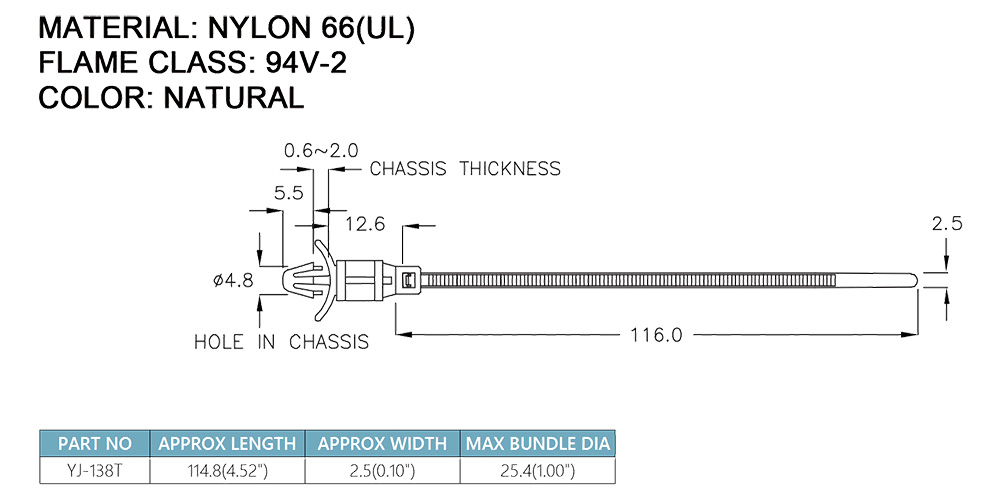 MATERIAL: NYLON 66(UL)
FLAME CLASS: 94V-2
COLOR: NATURAL
0.6~2.0
CHASSIS THICKNESS
5.5
12.6
2.5
ø4.8
116.0
HOLE IN CHASSIS
PART NO APPROX LENGTH APPROX WIDTH MAX BUNDLE DIA
YJ-138T 114.8(4.52") 2.5(0.10") 25.4(1.00")